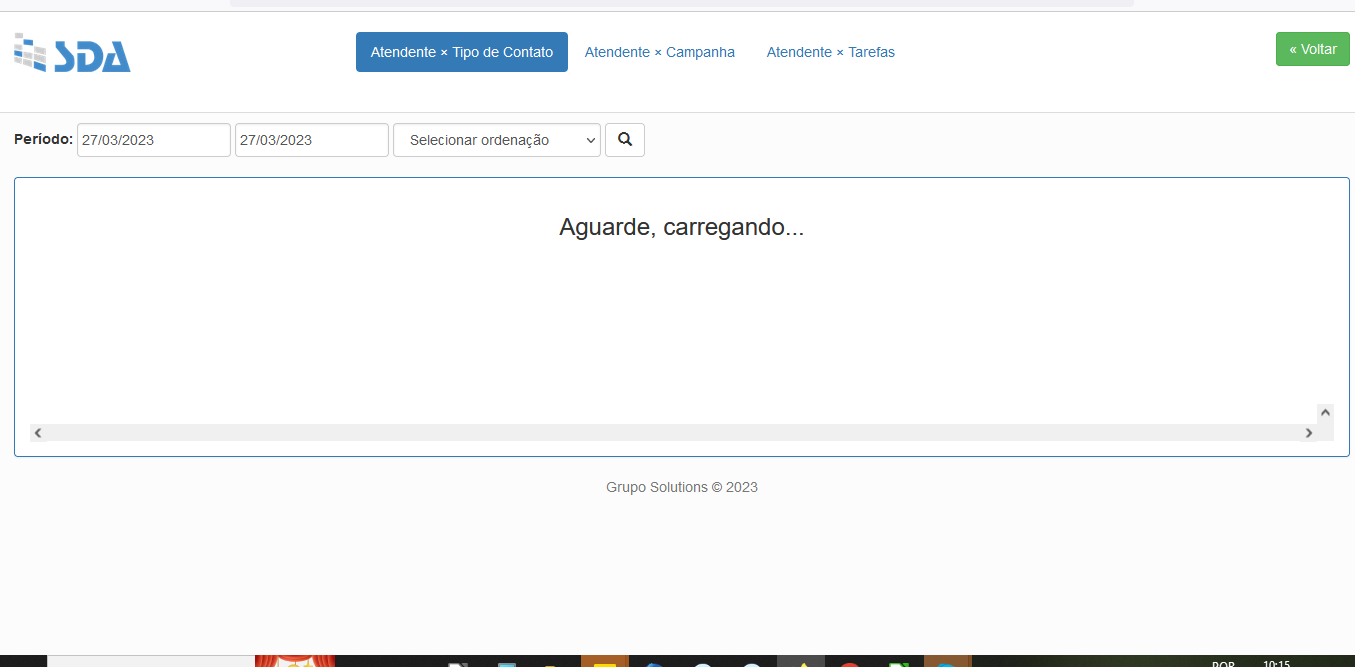 SDA
Atendente × Tipo de Contato
Atendente × Campanha
Atendente × Tarefas
« Voltar
Período: 27/03/2023 27/03/2023 Selecionar ordenação
Aguarde, carregando...
Grupo Solutions © 2023
POR 10:15